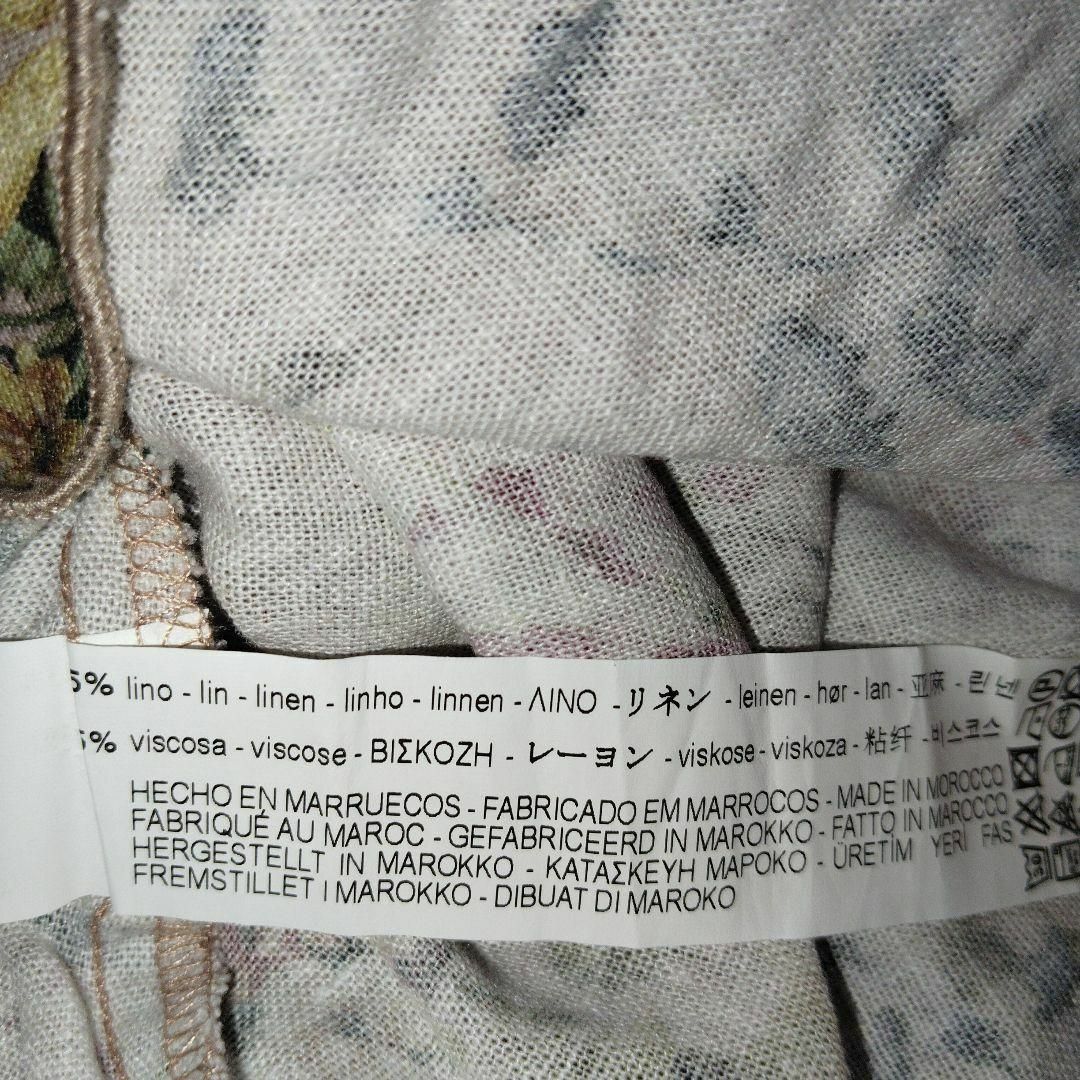 5% lino - lin - linen - linho - linnen - ΛΙΝΟ - リネン - leinen - hør - lan - 亚麻 - 린넨
5% viscosa - viscose - ΒΙΣΚΟΖΗ - レーヨン - viskose - viskoza - 粘纤 - 비스코스
HECHO EN MARRUECOS - FABRICADO EM MARROCOS - MADE IN MOROCCO
FABRIQUÉ AU MAROC - GEFABRICEERD IN MAROKKO - FATTO IN MAROCCO
HERGESTELLT IN MAROKKO - ΚΑΤΑΣΚΕΥΗ ΜΑΡΟΚΟ - ÜRETİM YERİ FAS
FREMSTILLET I MAROKKO - DIBUAT DI MAROKO